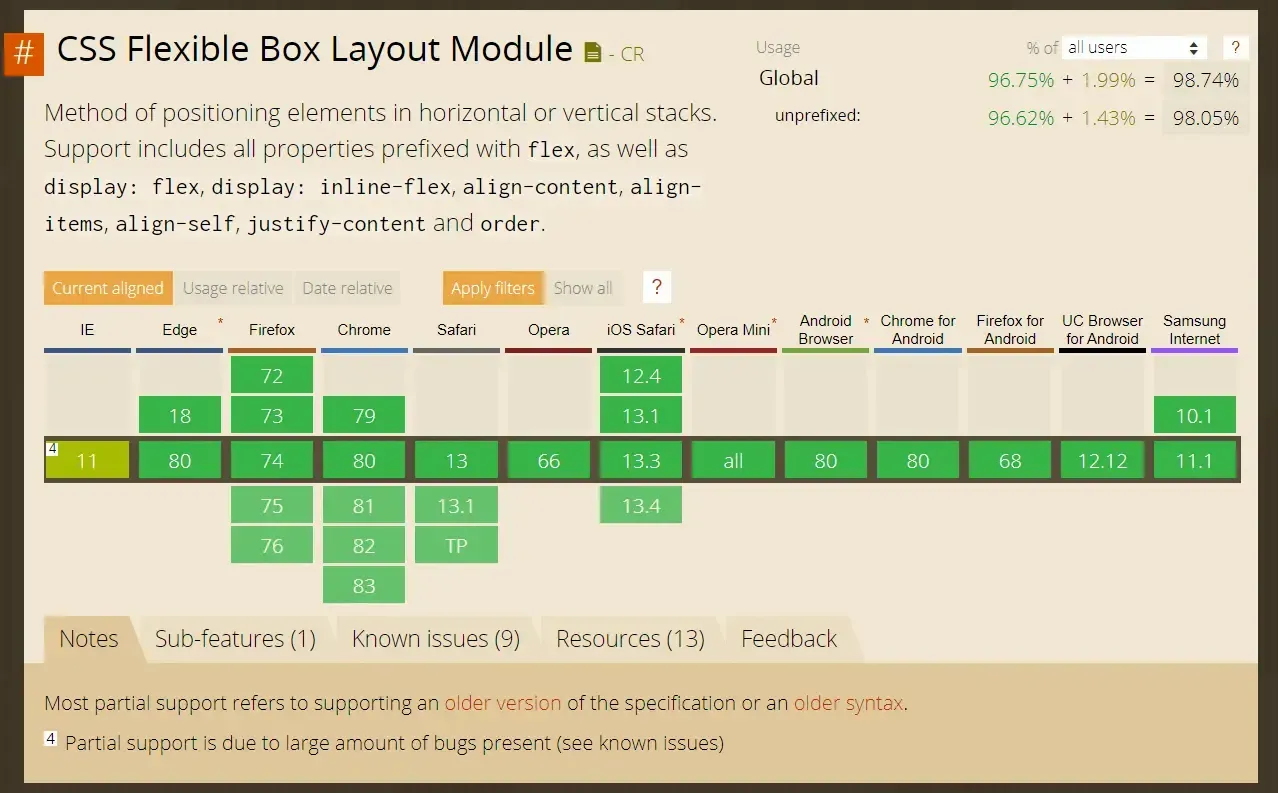 # CSS Flexible Box Layout Module - CR
Usage % of all users ?
Global 96.75% + 1.99% = 98.74%
unprefixed: 96.62% + 1.43% = 98.05%
Method of positioning elements in horizontal or vertical stacks.
Support includes all properties prefixed with flex, as well as
display: flex, display: inline-flex, align-content, align-
items, align-self, justify-content and order.
Current aligned Usage relative Date relative Apply filters Show all ?
IE Edge * Firefox Chrome Safari Opera iOS Safari * Opera Mini * Android Browser * Chrome for Android Firefox for Android UC Browser for Android Samsung Internet
72 12.4
18 73 79 13.1 10.1
4 11 80 74 80 13 66 13.3 all 80 80 68 12.12 11.1
75 81 13.1 13.4
76 82 TP
83
Notes Sub-features (1) Known issues (9) Resources (13) Feedback
Most partial support refers to supporting an older version of the specification or an older syntax.
4 Partial support is due to large amount of bugs present (see known issues)